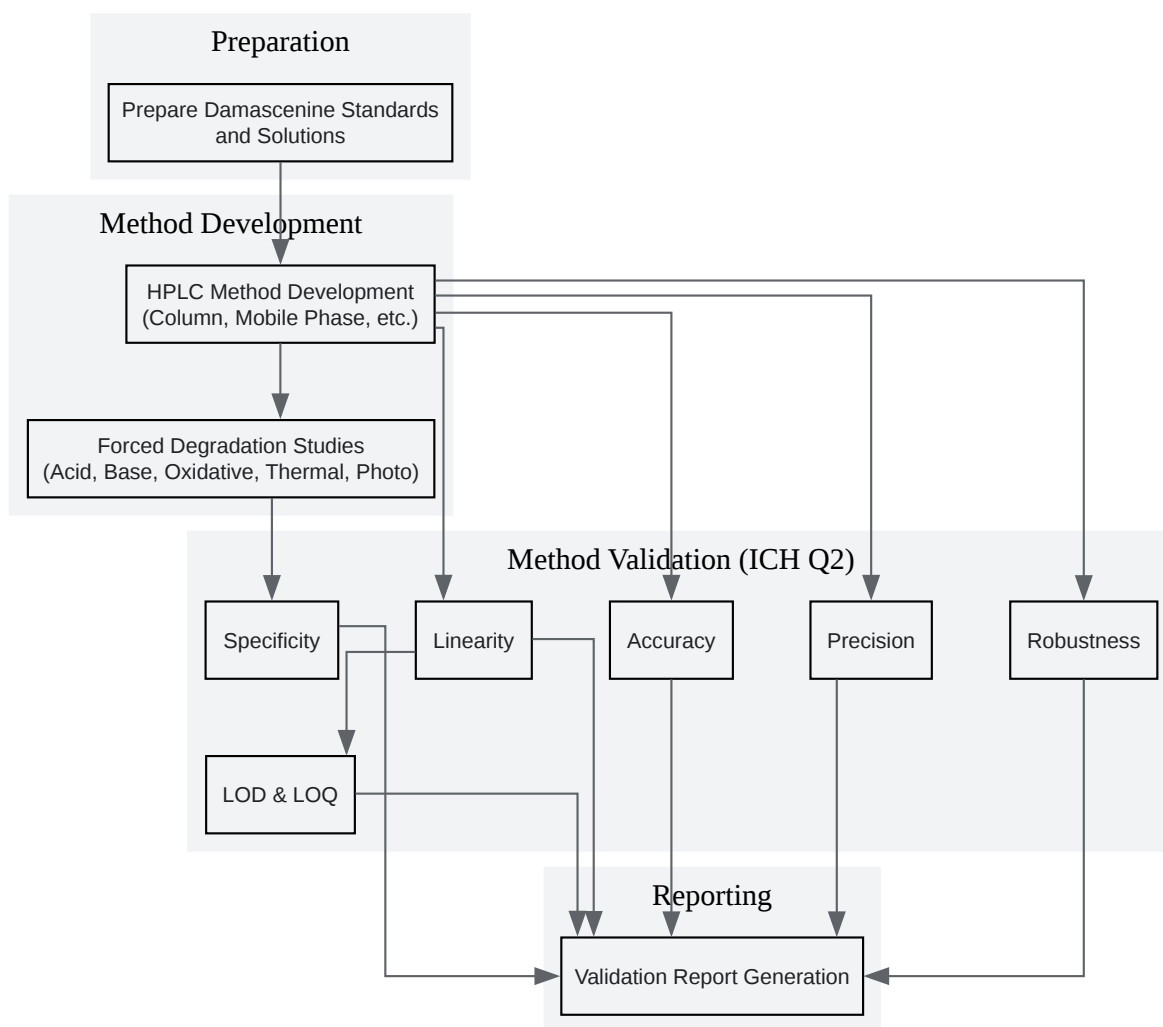 Preparation
Prepare Damascenine Standards
and Solutions
Method Development
HPLC Method Development
(Column, Mobile Phase, etc.)
Forced Degradation Studies
(Acid, Base, Oxidative, Thermal, Photo)
Method Validation (ICH Q2)
Specificity
Linearity
Accuracy
Precision
Robustness
LOD & LOQ
Reporting
Validation Report Generation